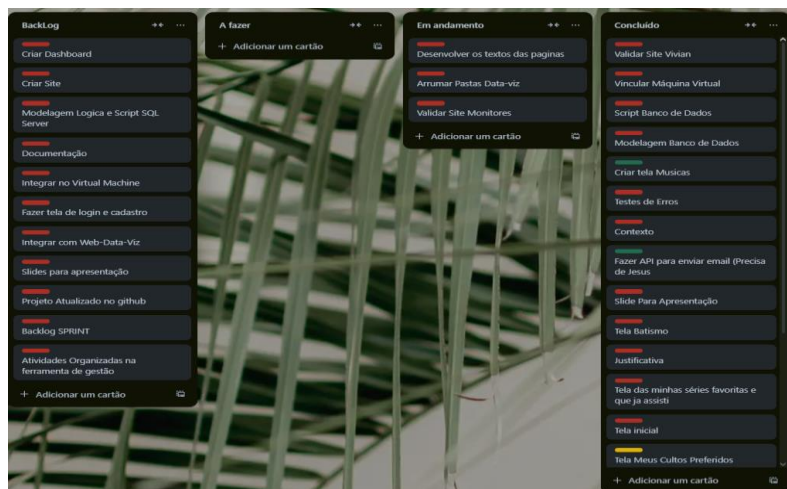 BackLog
Criar Dashboard
Criar Site
Modelagem Logica e Script SQL
Server
Documentação
Integrar no Virtual Machine
Fazer tela de login e cadastro
Integrar com Web-Data-Viz
Slides para apresentação
Projeto Atualizado no github
Backlog SPRINT
Atividades Organizadas na
ferramenta de gestão
+ Adicionar um cartão
A fazer
+ Adicionar um cartão
Em andamento
Desenvolver os textos das paginas
Arrumar Pastas Data-viz
Validar Site Monitores
+ Adicionar um cartão
Concluído
Validar Site Vivian
Vincular Máquina Virtual
Script Banco de Dados
Modelagem Banco de Dados
Criar tela Musicas
Testes de Erros
Contexto
Fazer API para enviar email (Precisa
de Jesus
Slide Para Apresentação
Tela Batismo
Justificativa
Tela das minhas séries favoritas e
que ja assisti
Tela inicial
Tela Meus Cultos Preferidos
+ Adicionar um cartão